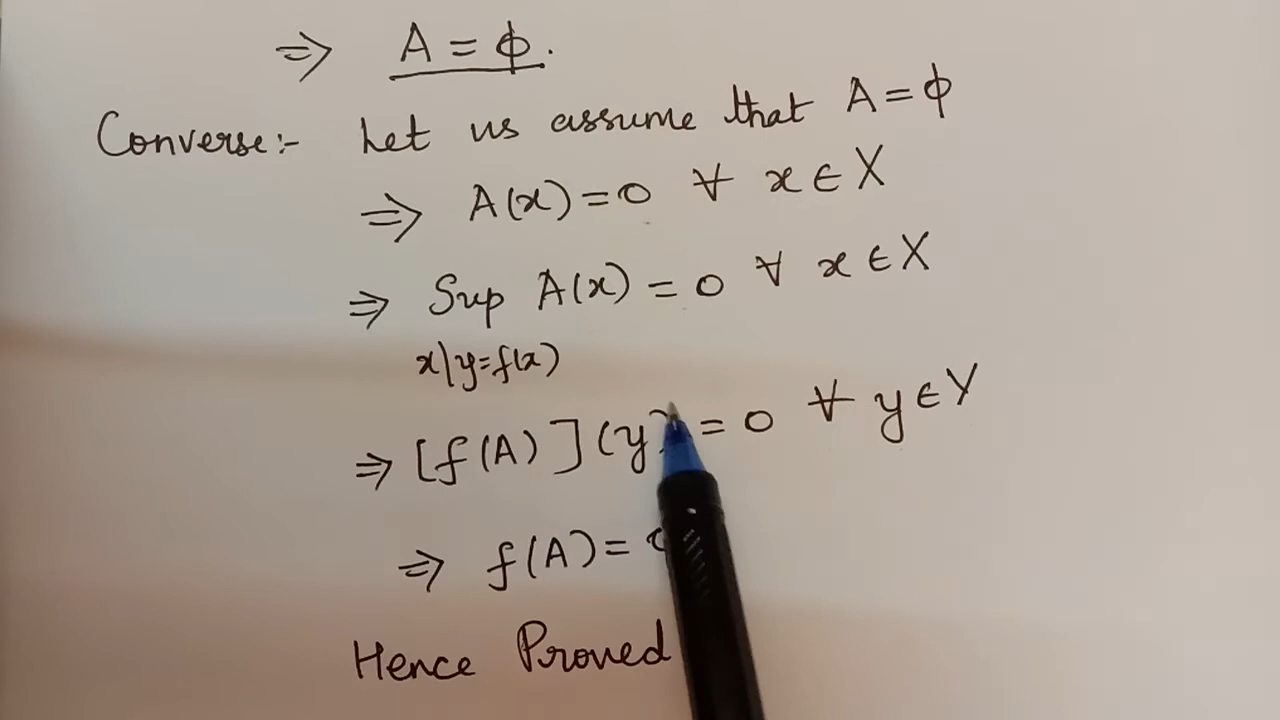 ⇒ A = ϕ.
Converse:- Let us assume that A = ϕ
⇒ A(x) = 0 ∀ x ∈ X
⇒ Sup A(x) = 0 ∀ x ∈ X
x|y=f(x)
⇒ [f(A)](y) = 0 ∀ y ∈ Y
⇒ f(A) =
Hence Proved